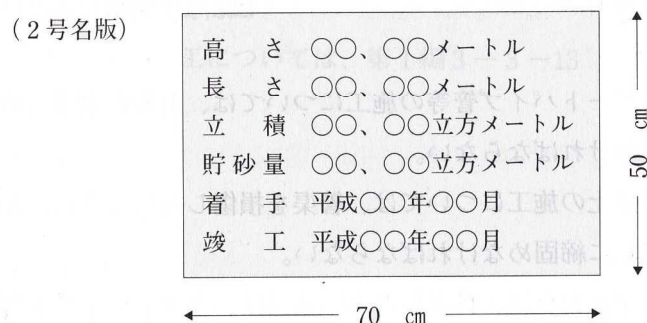 (2号名版)
高さ ○○、○○メートル
長さ ○○、○○メートル
立積 ○○、○○立方メートル
貯砂量 ○○、○○立方メートル
着手 平成○○年○○月
竣工 平成○○年○○月
50 cm
70 cm